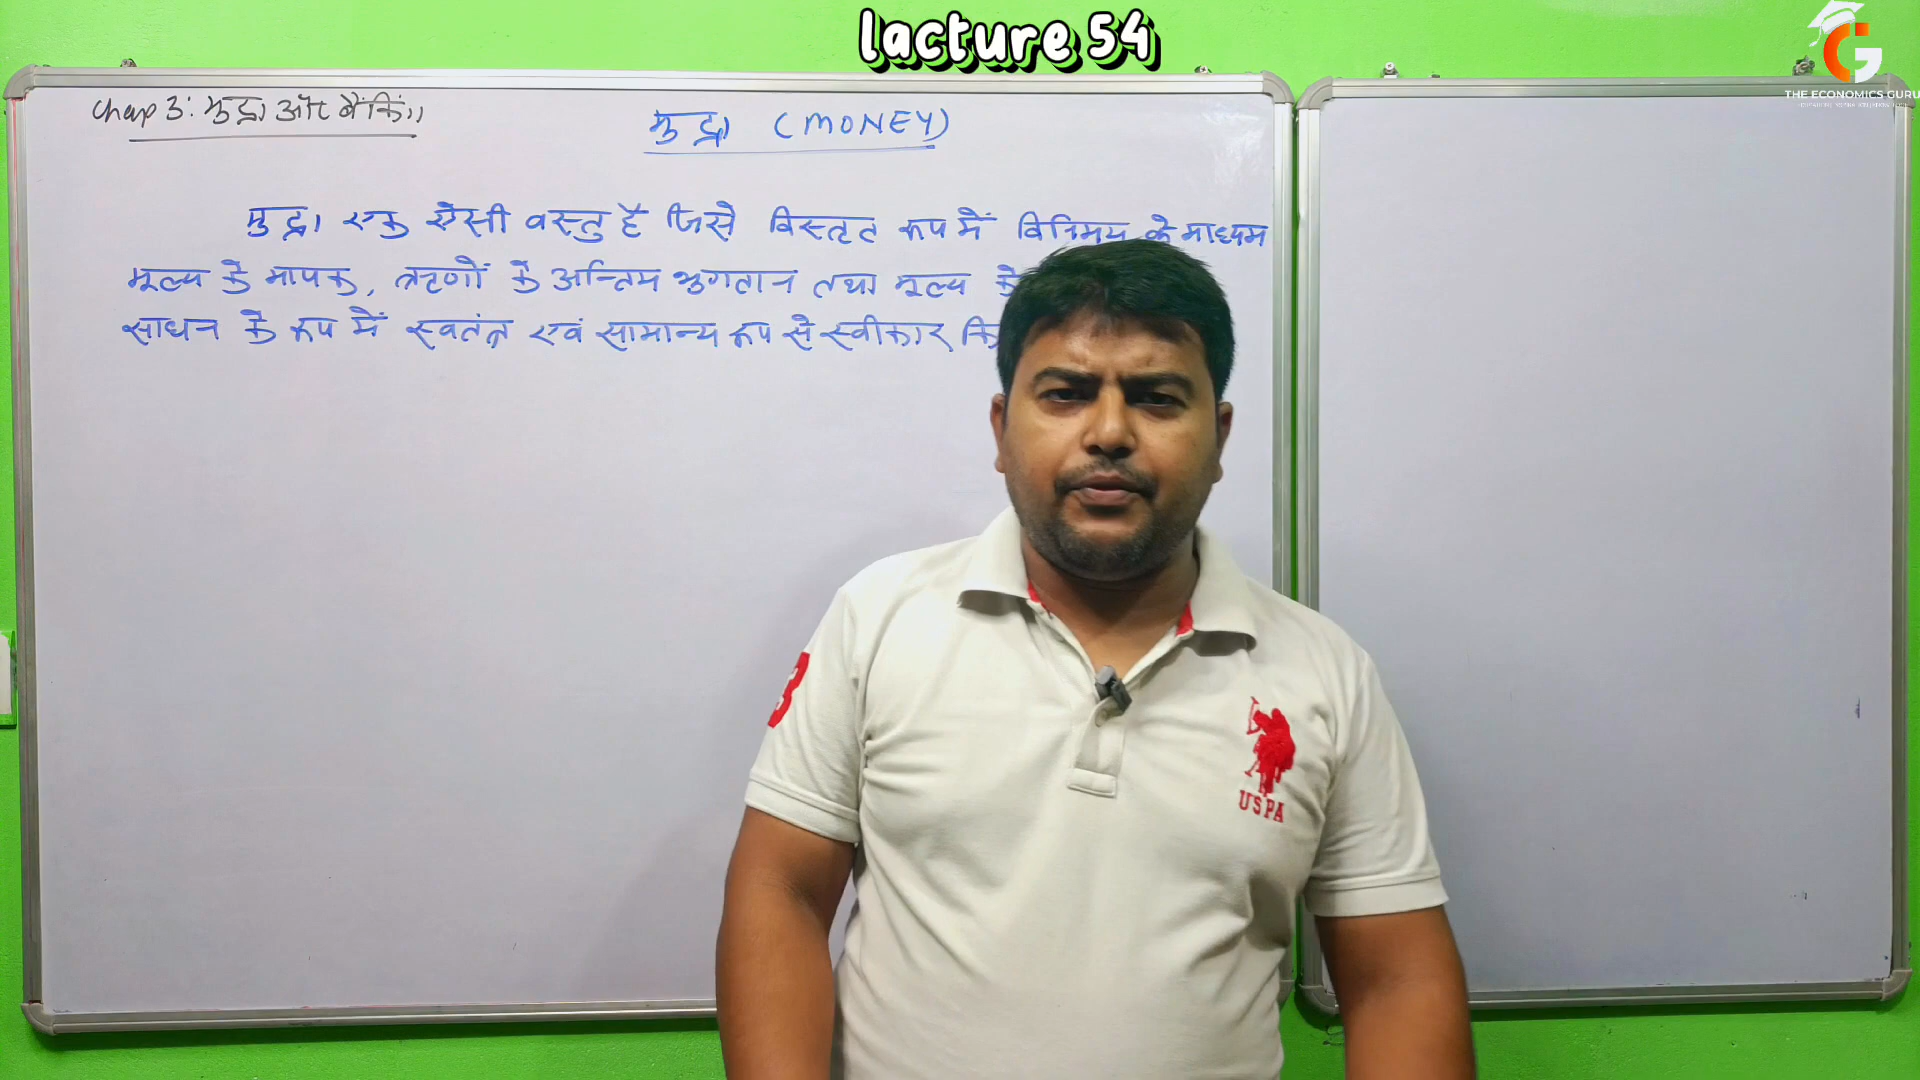 lacture 54
THE ECONOMICS GURU
Chap 3: मुद्रा और बैंकिंग
मुद्रा (MONEY)
मुद्रा एक ऐसी वस्तु है जिसे विस्तृत रूप में विनिमय के माध्यम
मूल्य के मापक, ऋणों के अन्तिम भुगतान तथा मूल्य के
साधन के रूप में स्वतंत्र एवं सामान्य रूप से स्वीकार
USPA